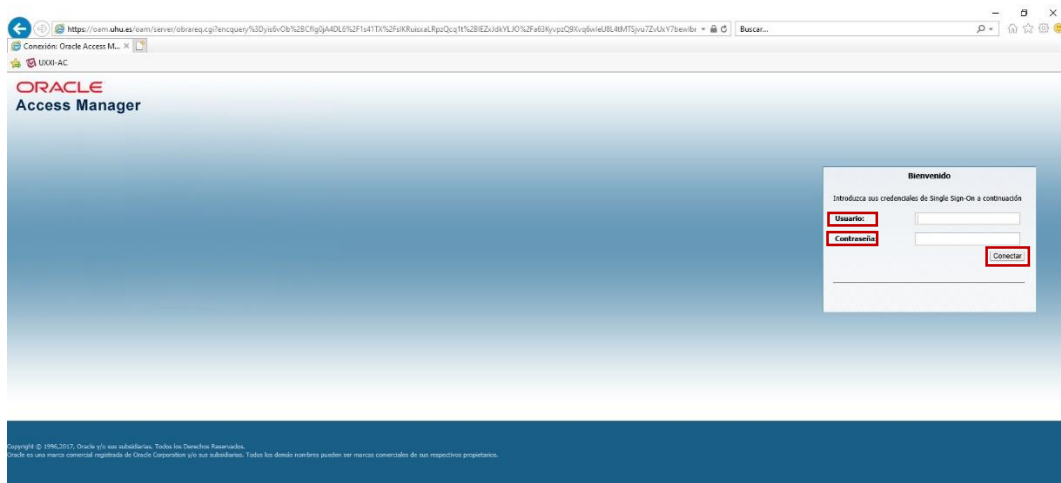 https://oam.uhu.es/oam/server/obrareq.cgi?encquery%3D
Buscar...
Conexión: Oracle Access M...
UXXI-AC
ORACLE
Access Manager
Bienvenido
Introduzca sus credenciales de Single Sign-On a continuación
Usuario:
Contraseña:
Conectar
Copyright © 1996,2017, Oracle y/o sus subsidiarias. Todos los Derechos Reservados.
Oracle es una marca comercial registrada de Oracle Corporation y/o sus subsidiarias. Todos los demás nombres pueden ser marcas comerciales de sus respectivos propietarios.